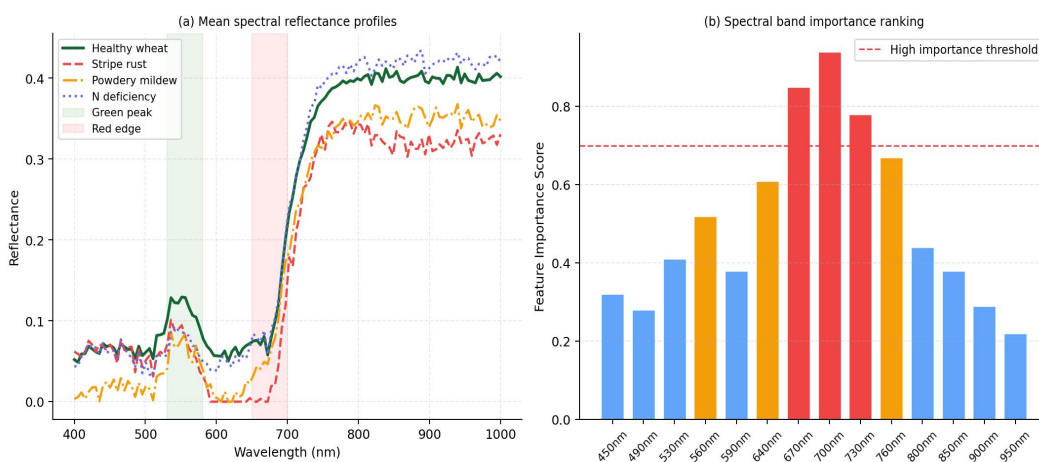 (a) Mean spectral reflectance profiles
Healthy wheat
Stripe rust
Powdery mildew
N deficiency
Green peak
Red edge
Reflectance
0.4
0.3
0.2
0.1
0.0
400
500
600
700
800
900
1000
Wavelength (nm)
(b) Spectral band importance ranking
High importance threshold
Feature Importance Score
0.8
0.6
0.4
0.2
0.0
450nm
490nm
530nm
560nm
590nm
640nm
670nm
700nm
730nm
760nm
800nm
850nm
900nm
950nm